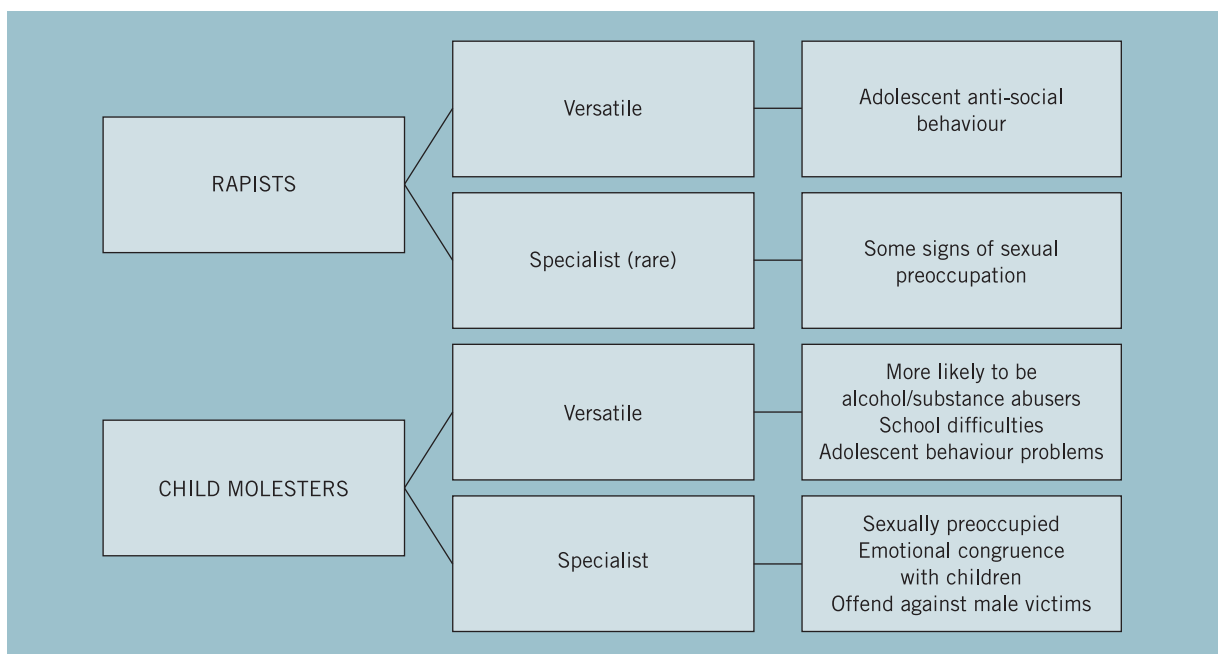 RAPISTS
Versatile
Adolescent anti-social
behaviour
Specialist (rare)
Some signs of sexual
preoccupation
CHILD MOLESTERS
Versatile
More likely to be
alcohol/substance abusers
School difficulties
Adolescent behaviour problems
Specialist
Sexually preoccupied
Emotional congruence
with children
Offend against male victims